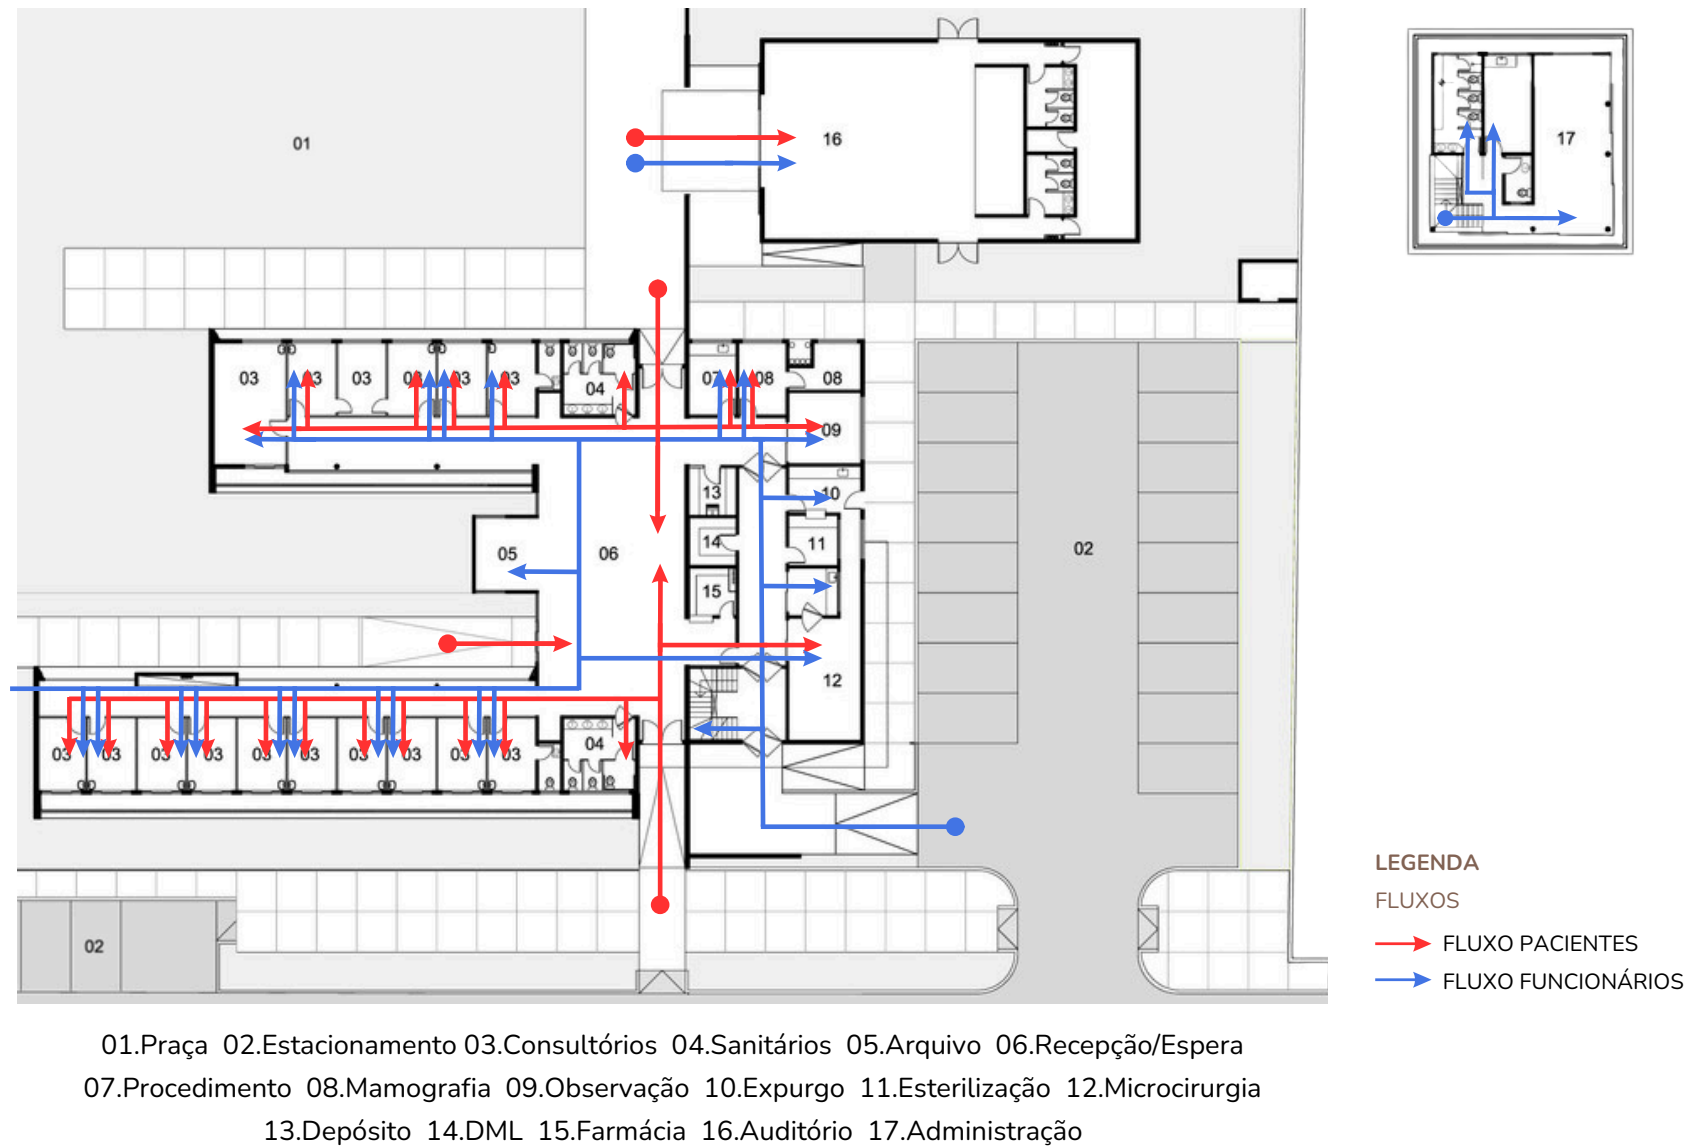 01
16
17
03 03 03 03 03 03
04
07 08 08
09
10
13
14
11
05
06
15
02
12
03 03 03 03 03 03 03 03 03 03
04
02
LEGENDA
FLUXOS
FLUXO PACIENTES
FLUXO FUNCIONÁRIOS
01.Praça 02.Estacionamento 03.Consultórios 04.Sanitários 05.Arquivo 06.Recepção/Espera
07.Procedimento 08.Mamografia 09.Observação 10.Expurgo 11.Esterilização 12.Microcirurgia
13.Depósito 14.DML 15.Farmácia 16.Auditório 17.Administração